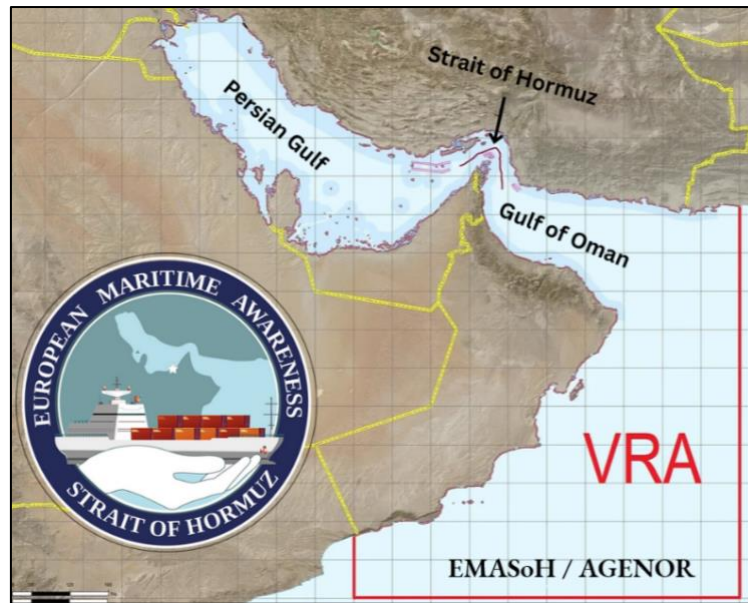 Strait of Hormuz
Persian Gulf
Gulf of Oman
EUROPEAN MARITIME AWARENESS
STRAIT OF HORMUZ
VRA
EMASoH / AGENOR